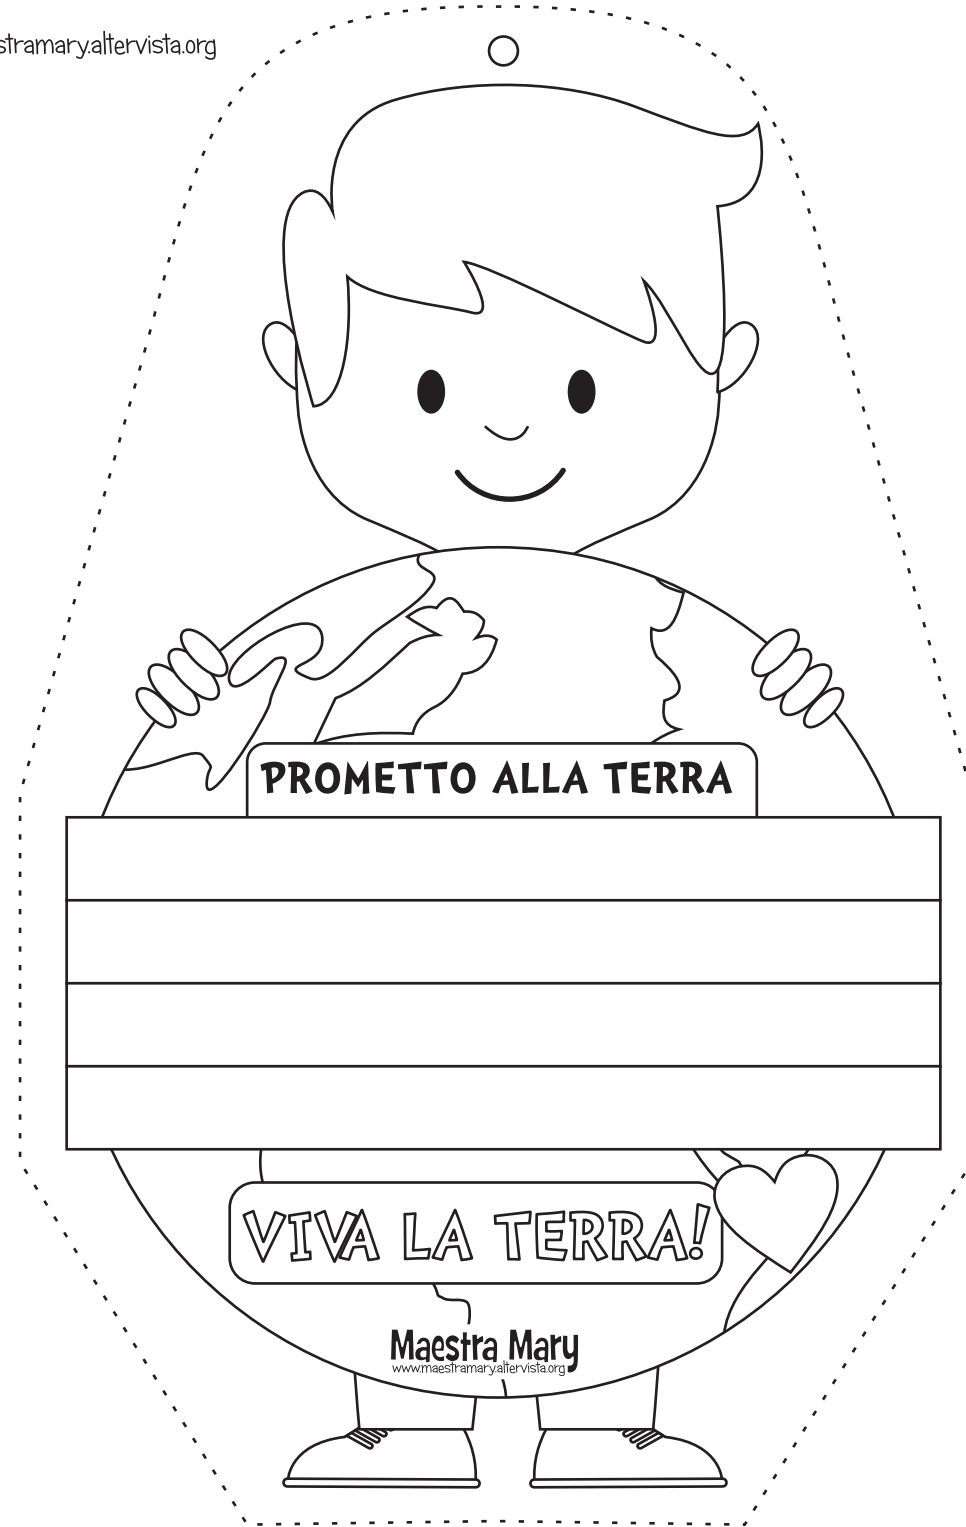 stramary.altervista.org
PROMETTO ALLA TERRA
VIVA LA TERRA!
Maestra Mary
www.maestramary.altervista.org